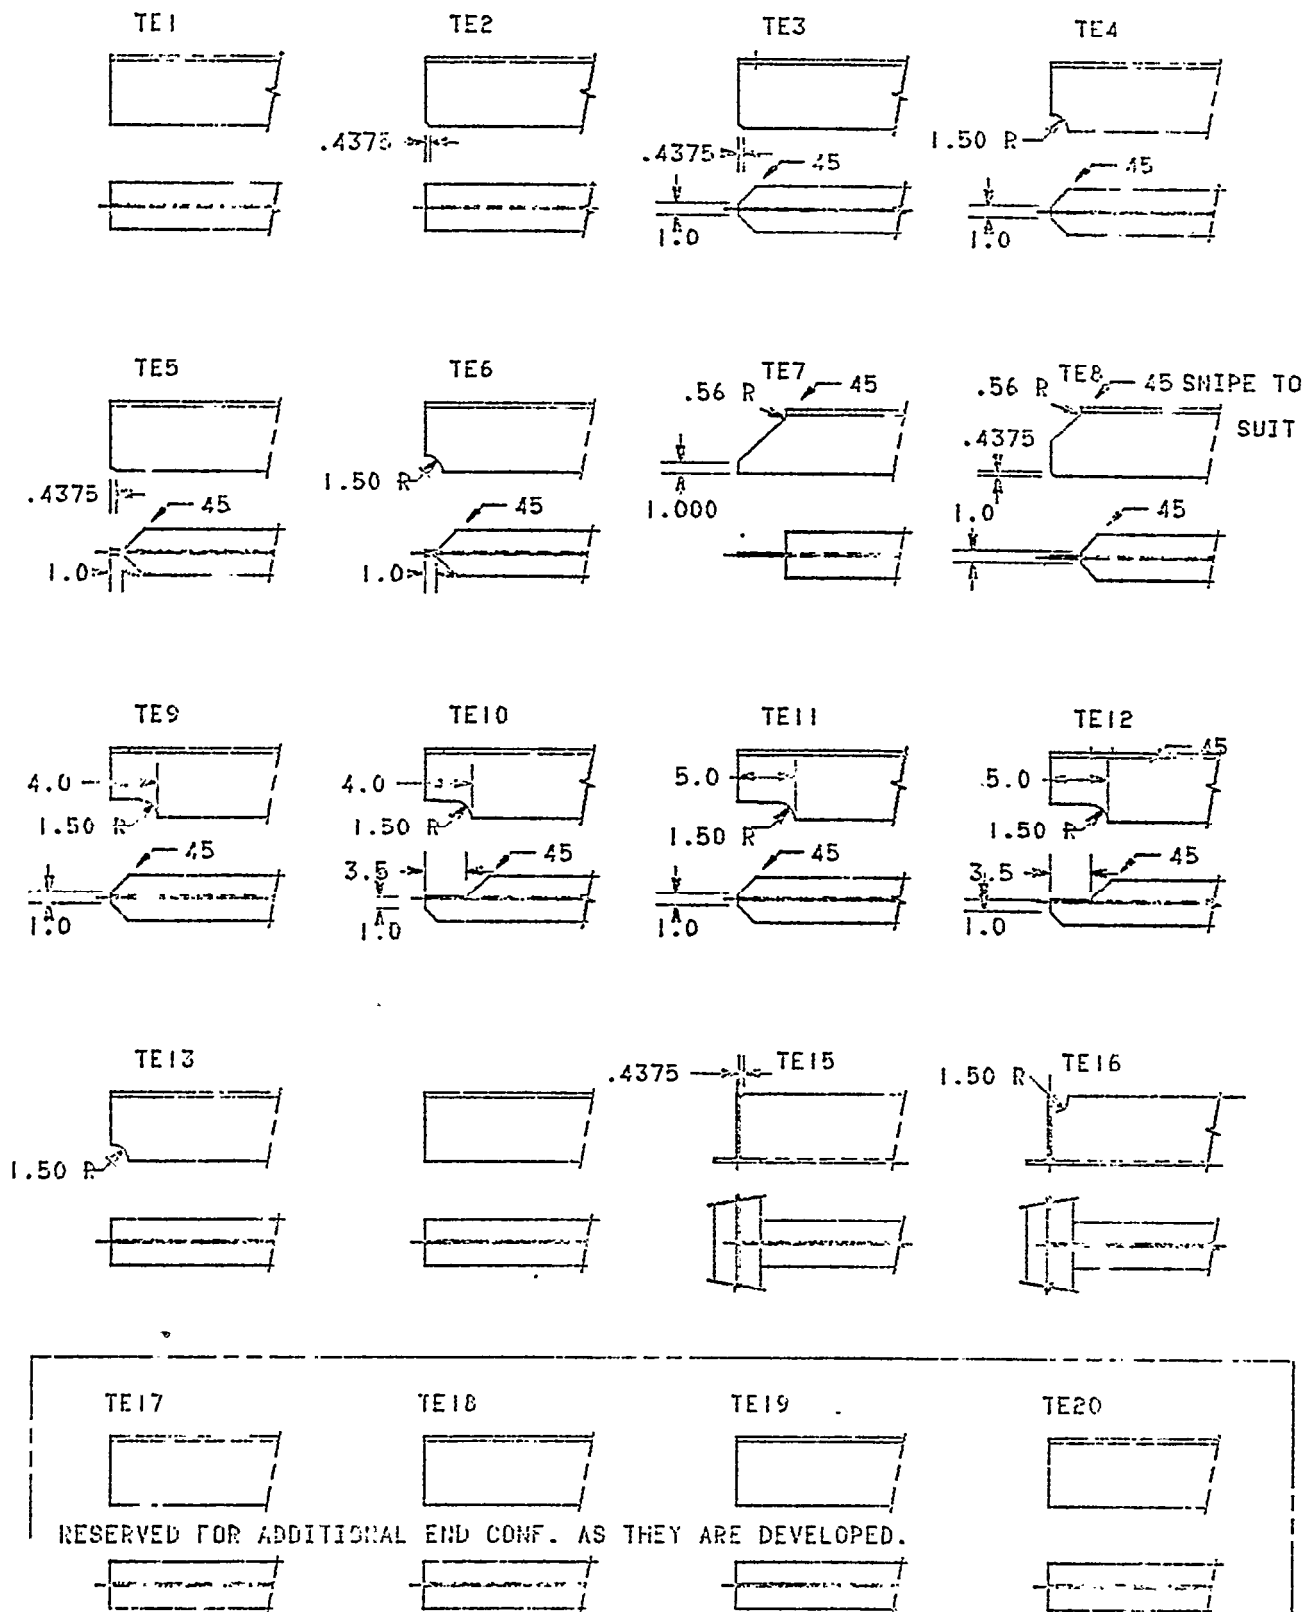 TE1 TE2 TE3 TE4
.4375 .4375 45 1.50 R 45
1.0 1.0
TE5 TE6 TE7 TE8
.56 R 45 .56 R 45 SNIPE TO
SUIT
.4375 45 1.50 R 45 1.000 .4375
1.0 1.0 1.0 45
TE9 TE10 TE11 TE12
4.0 4.0 5.0 5.0 45
1.50 R 1.50 R 1.50 R 1.50 R
45 3.5 45 45 3.5 45
1.0 1.0 1.0 1.0
TE13 .4375 TE15 1.50 R TE16
1.50 R
TE17 TE18 TE19 TE20
RESERVED FOR ADDITIONAL END CONF. AS THEY ARE DEVELOPED.